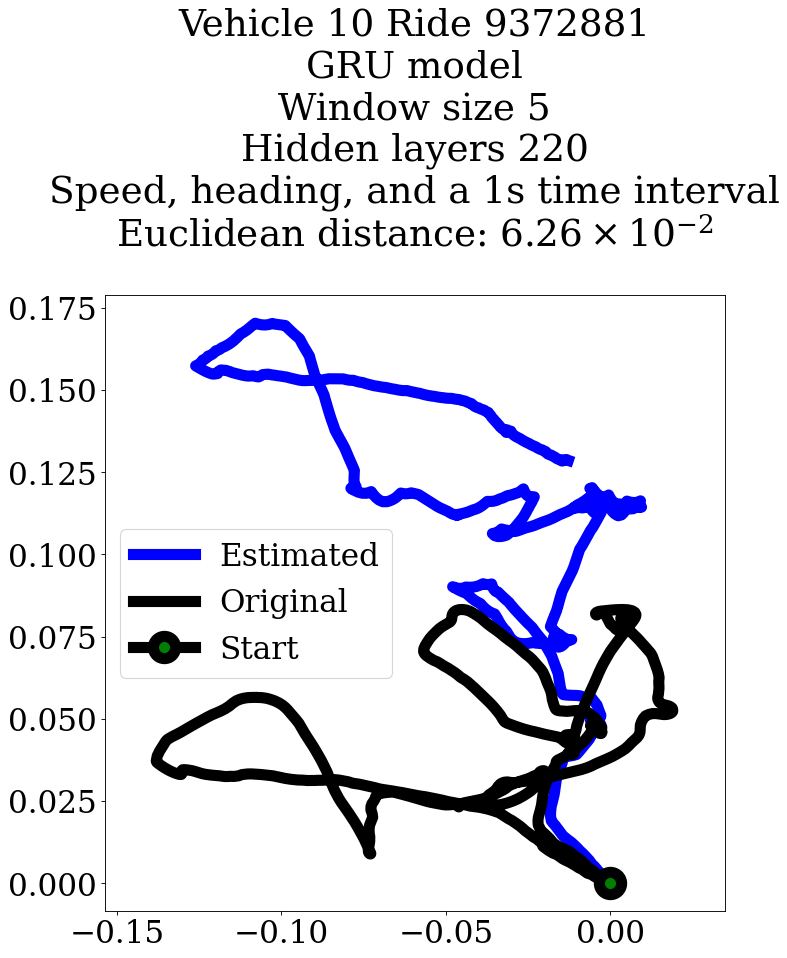 Vehicle 10 Ride 9372881
GRU model
Window size 5
Hidden layers 220
Speed, heading, and a 1s time interval
Euclidean distance: 6.26 × 10⁻²
0.175
0.150
0.125
0.100
0.075
0.050
0.025
0.000
Estimated
Original
Start
−0.15 −0.10 −0.05 0.00